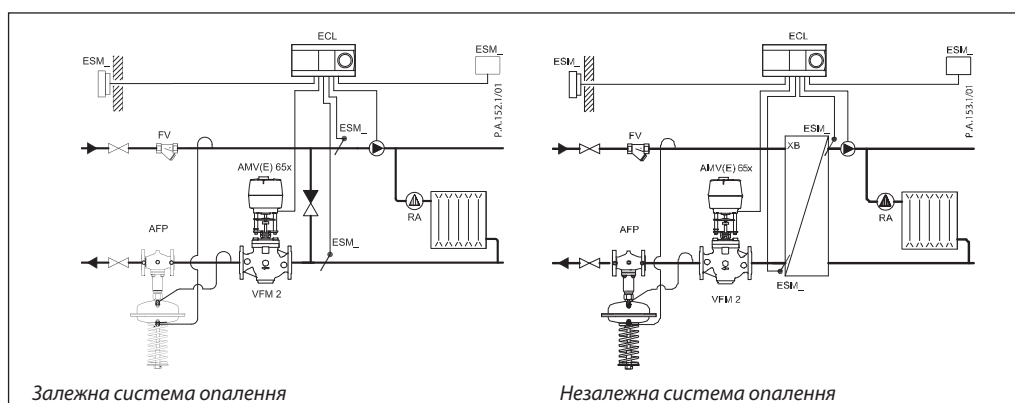 ECL
ESM_
ESM_
P.A.152.1/01
FV
ESM_
AMV(E) 65x
RA
AFP
ESM_
VFM 2
Залежна система опалення
ECL
ESM_
ESM_
P.A.153.1/01
FV
ESM_
XB
AMV(E) 65x
RA
AFP
ESM_
VFM 2
Незалежна система опалення